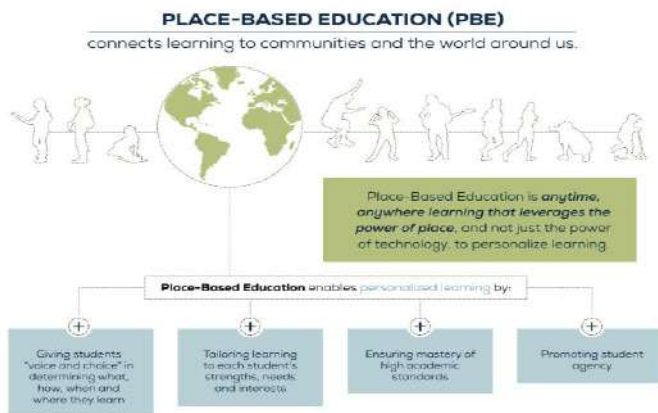 PLACE-BASED EDUCATION (PBE)
connects learning to communities and the world around us.
Place-Based Education is anytime,
anywhere learning that leverages the
power of place, and not just the power
of technology, to personalize learning.
Place-Based Education enables personalized learning by:
Giving students
"voice and choice" in
determining what,
how, when and
where they learn
Tailoring learning
to each student's
strengths, needs
and interests
Ensuring mastery of
high academic
standards
Promoting student
agency